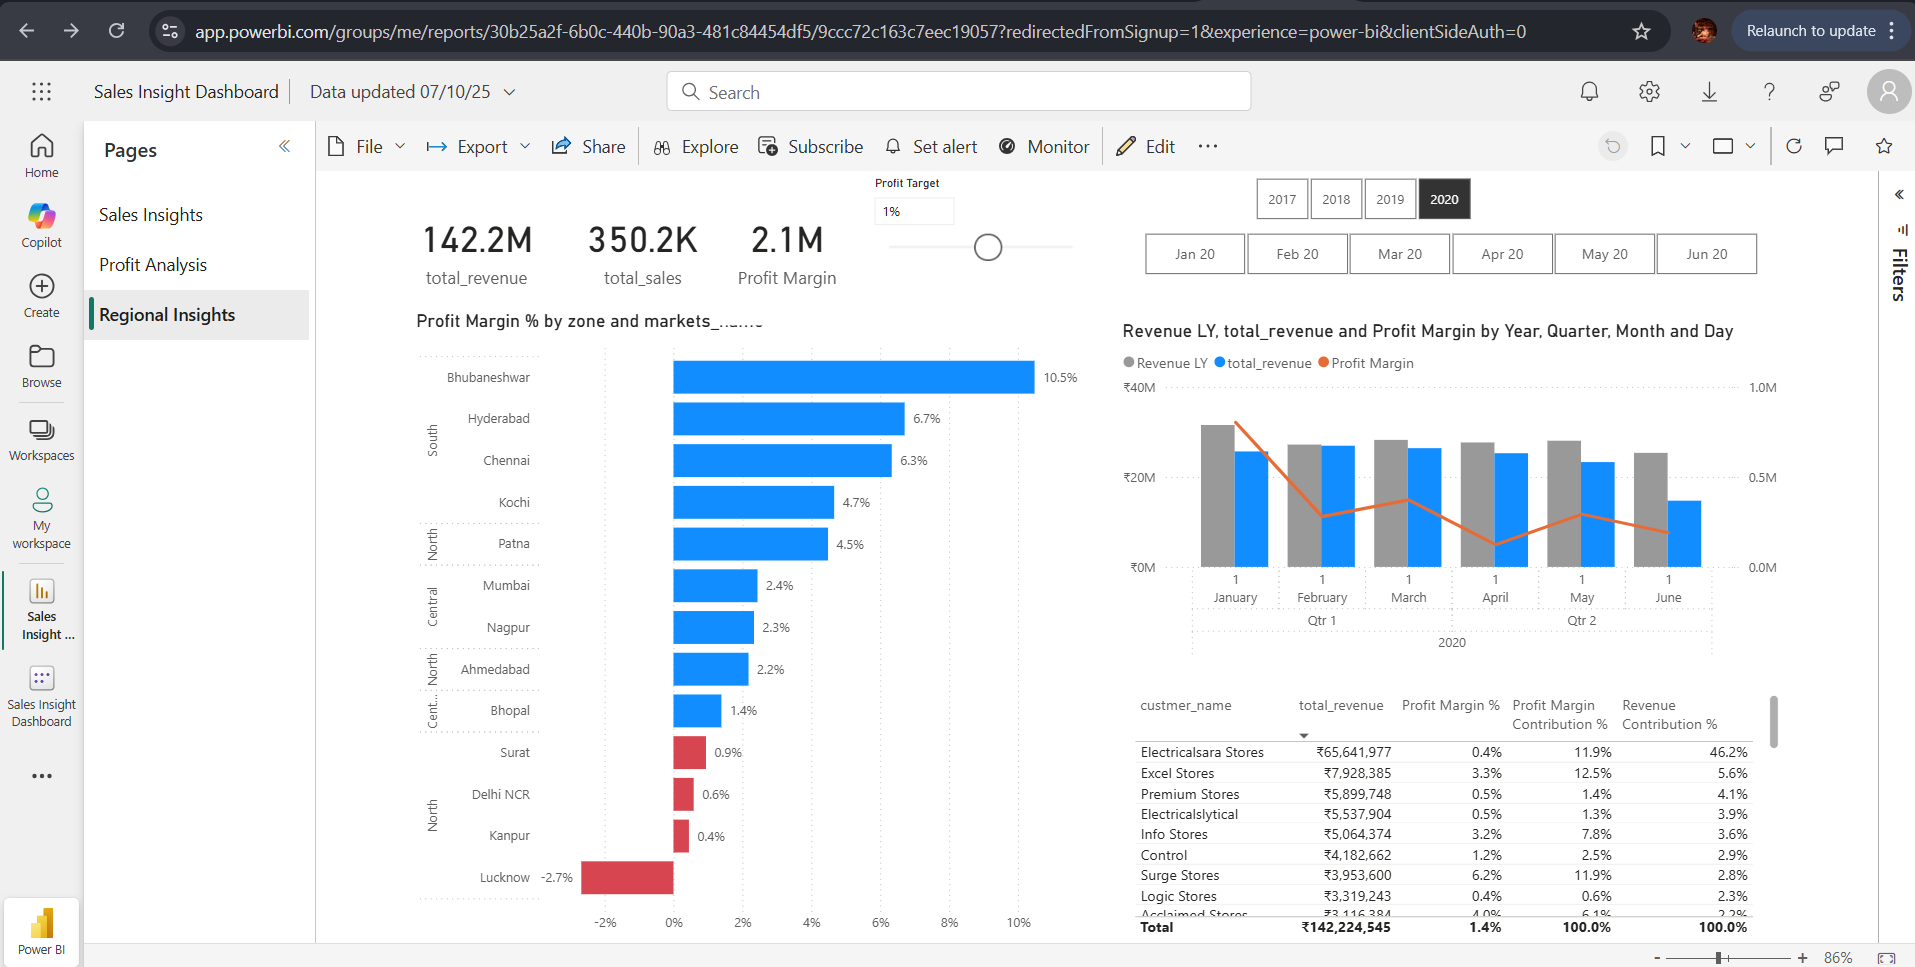 app.powerbi.com/groups/me/reports/30b25a2f-6b0c-440b-90a3-481c84454df5/9ccc72c163c7eec19057?redirectedFromSignup=1&experience=power-bi&clientSideAuth=0
Relaunch to update
Sales Insight Dashboard
Data updated 07/10/25
Search
Home
Copilot
Create
Browse
Workspaces
My workspace
Sales Insight ...
Sales Insight Dashboard
Power BI
Pages
Sales Insights
Profit Analysis
Regional Insights
File Export Share Explore Subscribe Set alert Monitor Edit
142.2M
total_revenue
350.2K
total_sales
2.1M
Profit Margin
Profit Target
1%
2017 2018 2019 2020
Jan 20 Feb 20 Mar 20 Apr 20 May 20 Jun 20
Filters
Profit Margin % by zone and
South
Bhubaneshwar 10.5%
Hyderabad 6.7%
Chennai 6.3%
Kochi 4.7%
North
Patna 4.5%
Central
Mumbai 2.4%
Nagpur 2.3%
North
Ahmedabad 2.2%
Cent...
Bhopal 1.4%
North
Surat 0.9%
Delhi NCR 0.6%
Kanpur 0.4%
Lucknow -2.7%
-2% 0% 2% 4% 6% 8% 10%
Revenue LY, total_revenue and Profit Margin by Year, Quarter, Month and Day
Revenue LY total_revenue Profit Margin
₹40M 1.0M
₹20M 0.5M
₹0M 0.0M
1 1 1 1 1 1
January February March April May June
Qtr 1 Qtr 2
2020
custmer_name total_revenue Profit Margin % Profit Margin Contribution % Revenue Contribution %
Electricalsara Stores ₹65,641,977 0.4% 11.9% 46.2%
Excel Stores ₹7,928,385 3.3% 12.5% 5.6%
Premium Stores ₹5,899,748 0.5% 1.4% 4.1%
Electricalslytical ₹5,537,904 0.5% 1.3% 3.9%
Info Stores ₹5,064,374 3.2% 7.8% 3.6%
Control ₹4,182,662 1.2% 2.5% 2.9%
Surge Stores ₹3,953,600 6.2% 11.9% 2.8%
Logic Stores ₹3,319,243 0.4% 0.6% 2.3%
Acclaimed Stores ₹3,116,384 4.0% 6.1% 2.2%
Total ₹142,224,545 1.4% 100.0% 100.0%
- + 86%